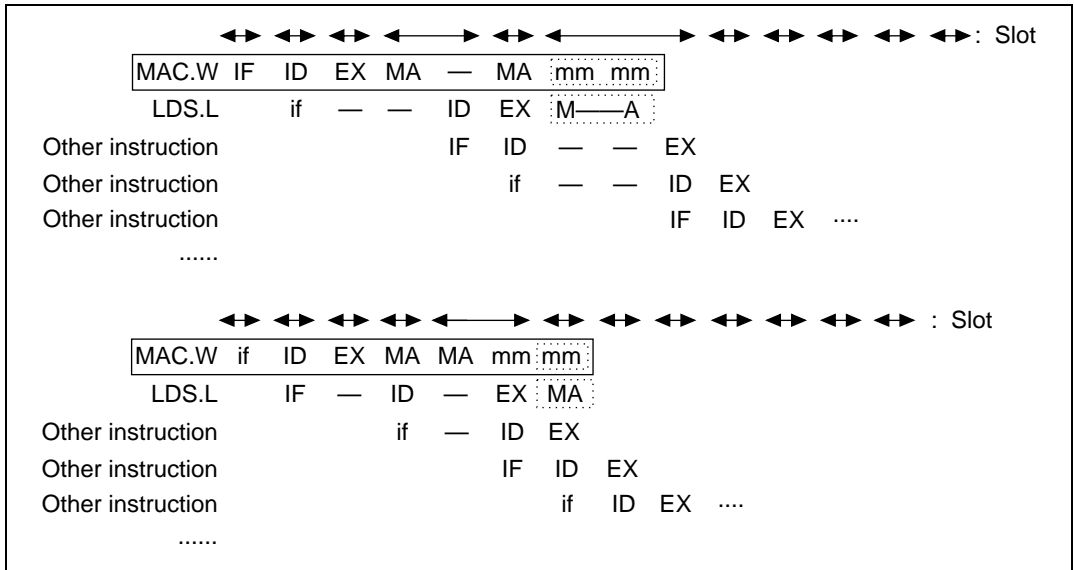 : Slot
MAC.W IF ID EX MA — MA mm mm
LDS.L if — — ID EX M——A
Other instruction IF ID — — EX
Other instruction if — — ID EX
Other instruction IF ID EX ....
......
: Slot
MAC.W if ID EX MA MA mm mm
LDS.L IF — ID — EX MA
Other instruction if — ID EX
Other instruction IF ID EX
Other instruction if ID EX ....
......